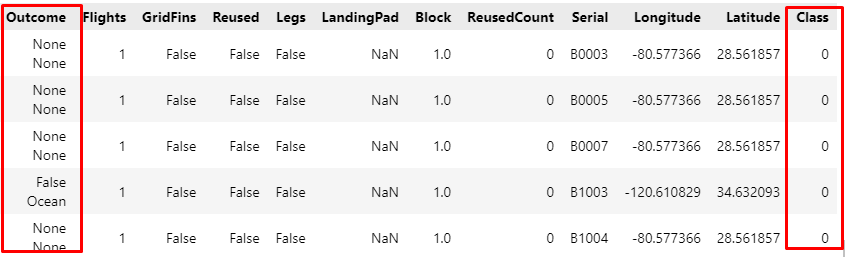 Outcome Flights GridFins Reused Legs LandingPad Block ReusedCount Serial Longitude Latitude Class
None None 1 False False False NaN 1.0 0 B0003 -80.577366 28.561857 0
None None 1 False False False NaN 1.0 0 B0005 -80.577366 28.561857 0
None None 1 False False False NaN 1.0 0 B0007 -80.577366 28.561857 0
False Ocean 1 False False False NaN 1.0 0 B1003 -120.610829 34.632093 0
None None 1 False False False NaN 1.0 0 B1004 -80.577366 28.561857 0